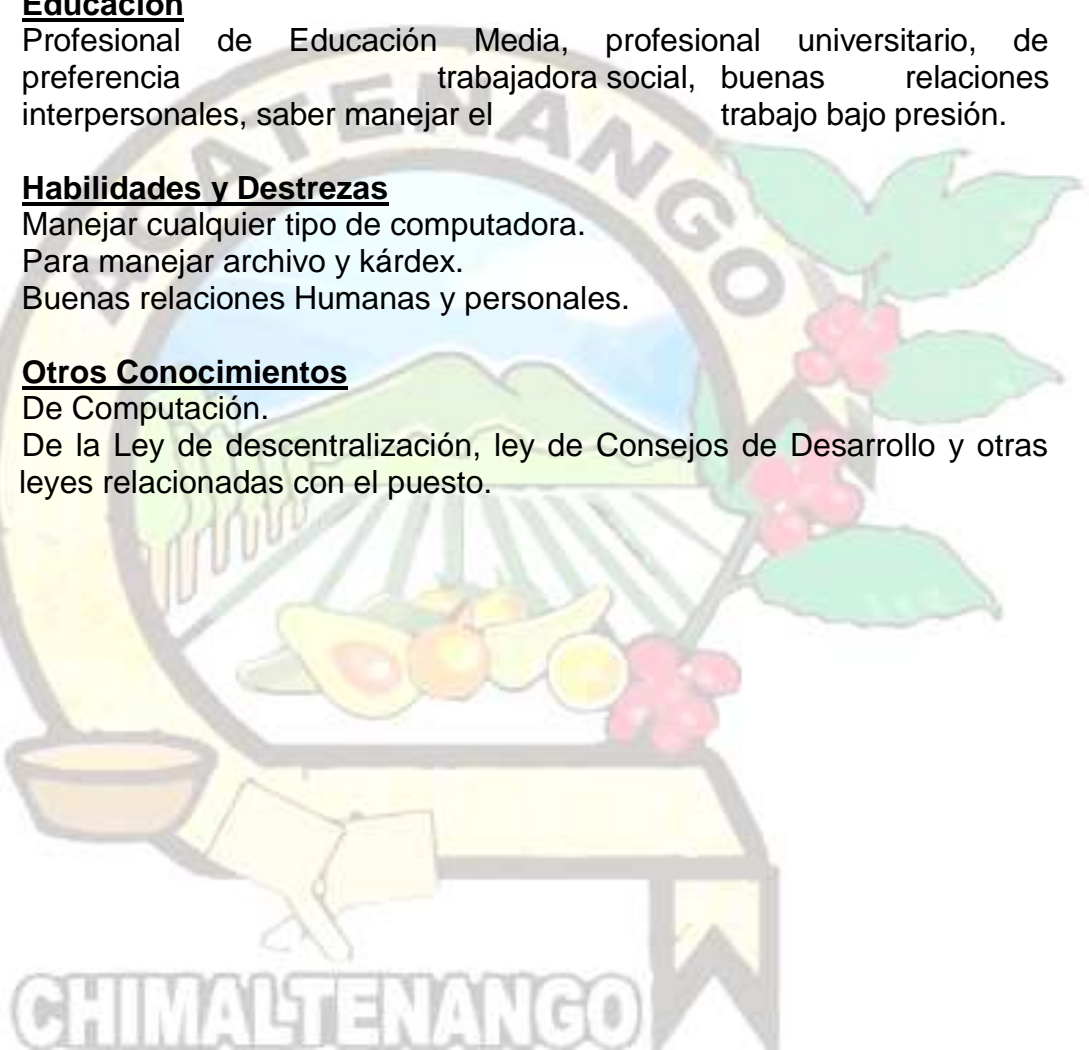 Educación
Profesional de Educación Media, profesional universitario, de
preferencia trabajadora social, buenas relaciones
interpersonales, saber manejar el trabajo bajo presión.
Habilidades y Destrezas
Manejar cualquier tipo de computadora.
Para manejar archivo y kárdex.
Buenas relaciones Humanas y personales.
Otros Conocimientos
De Computación.
De la Ley de descentralización, ley de Consejos de Desarrollo y otras
leyes relacionadas con el puesto.
ACATENANGO
CHIMALTENANGO